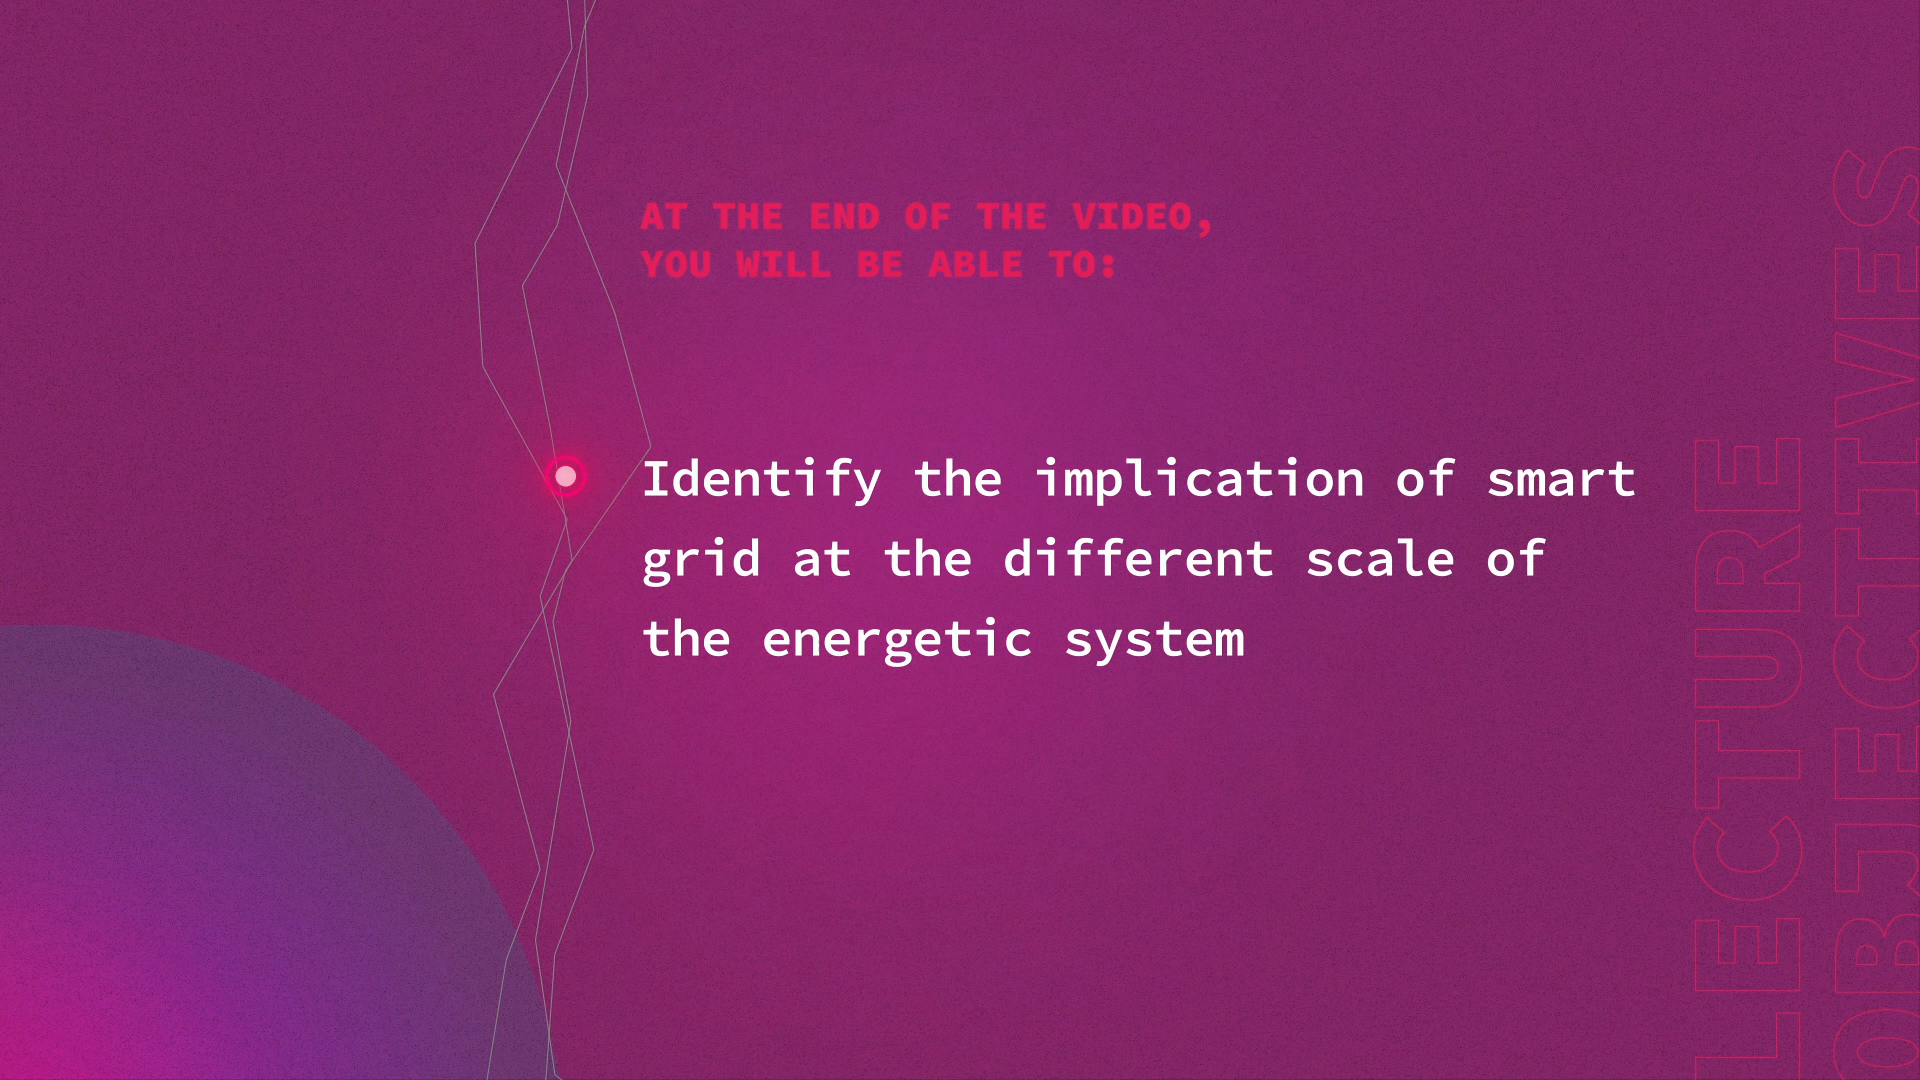 AT THE END OF THE VIDEO,
YOU WILL BE ABLE TO:
Identify the implication of smart
grid at the different scale of
the energetic system
LECTURE
OBJECTIVES